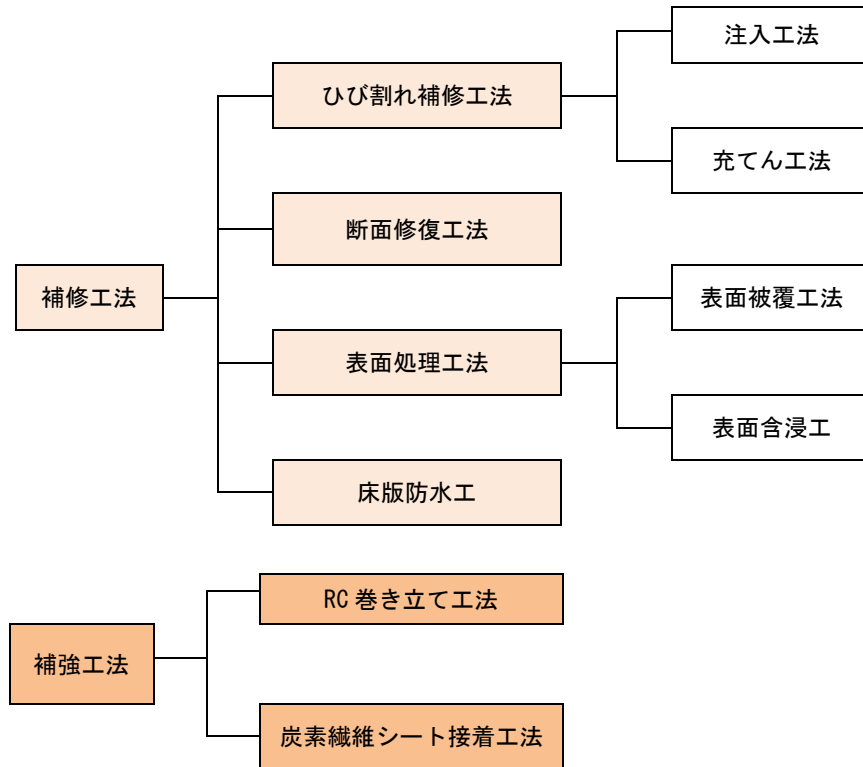 補修工法
ひび割れ補修工法
注入工法
充てん工法
断面修復工法
表面処理工法
表面被覆工法
表面含浸工
床版防水工
補強工法
RC 巻き立て工法
炭素繊維シート接着工法